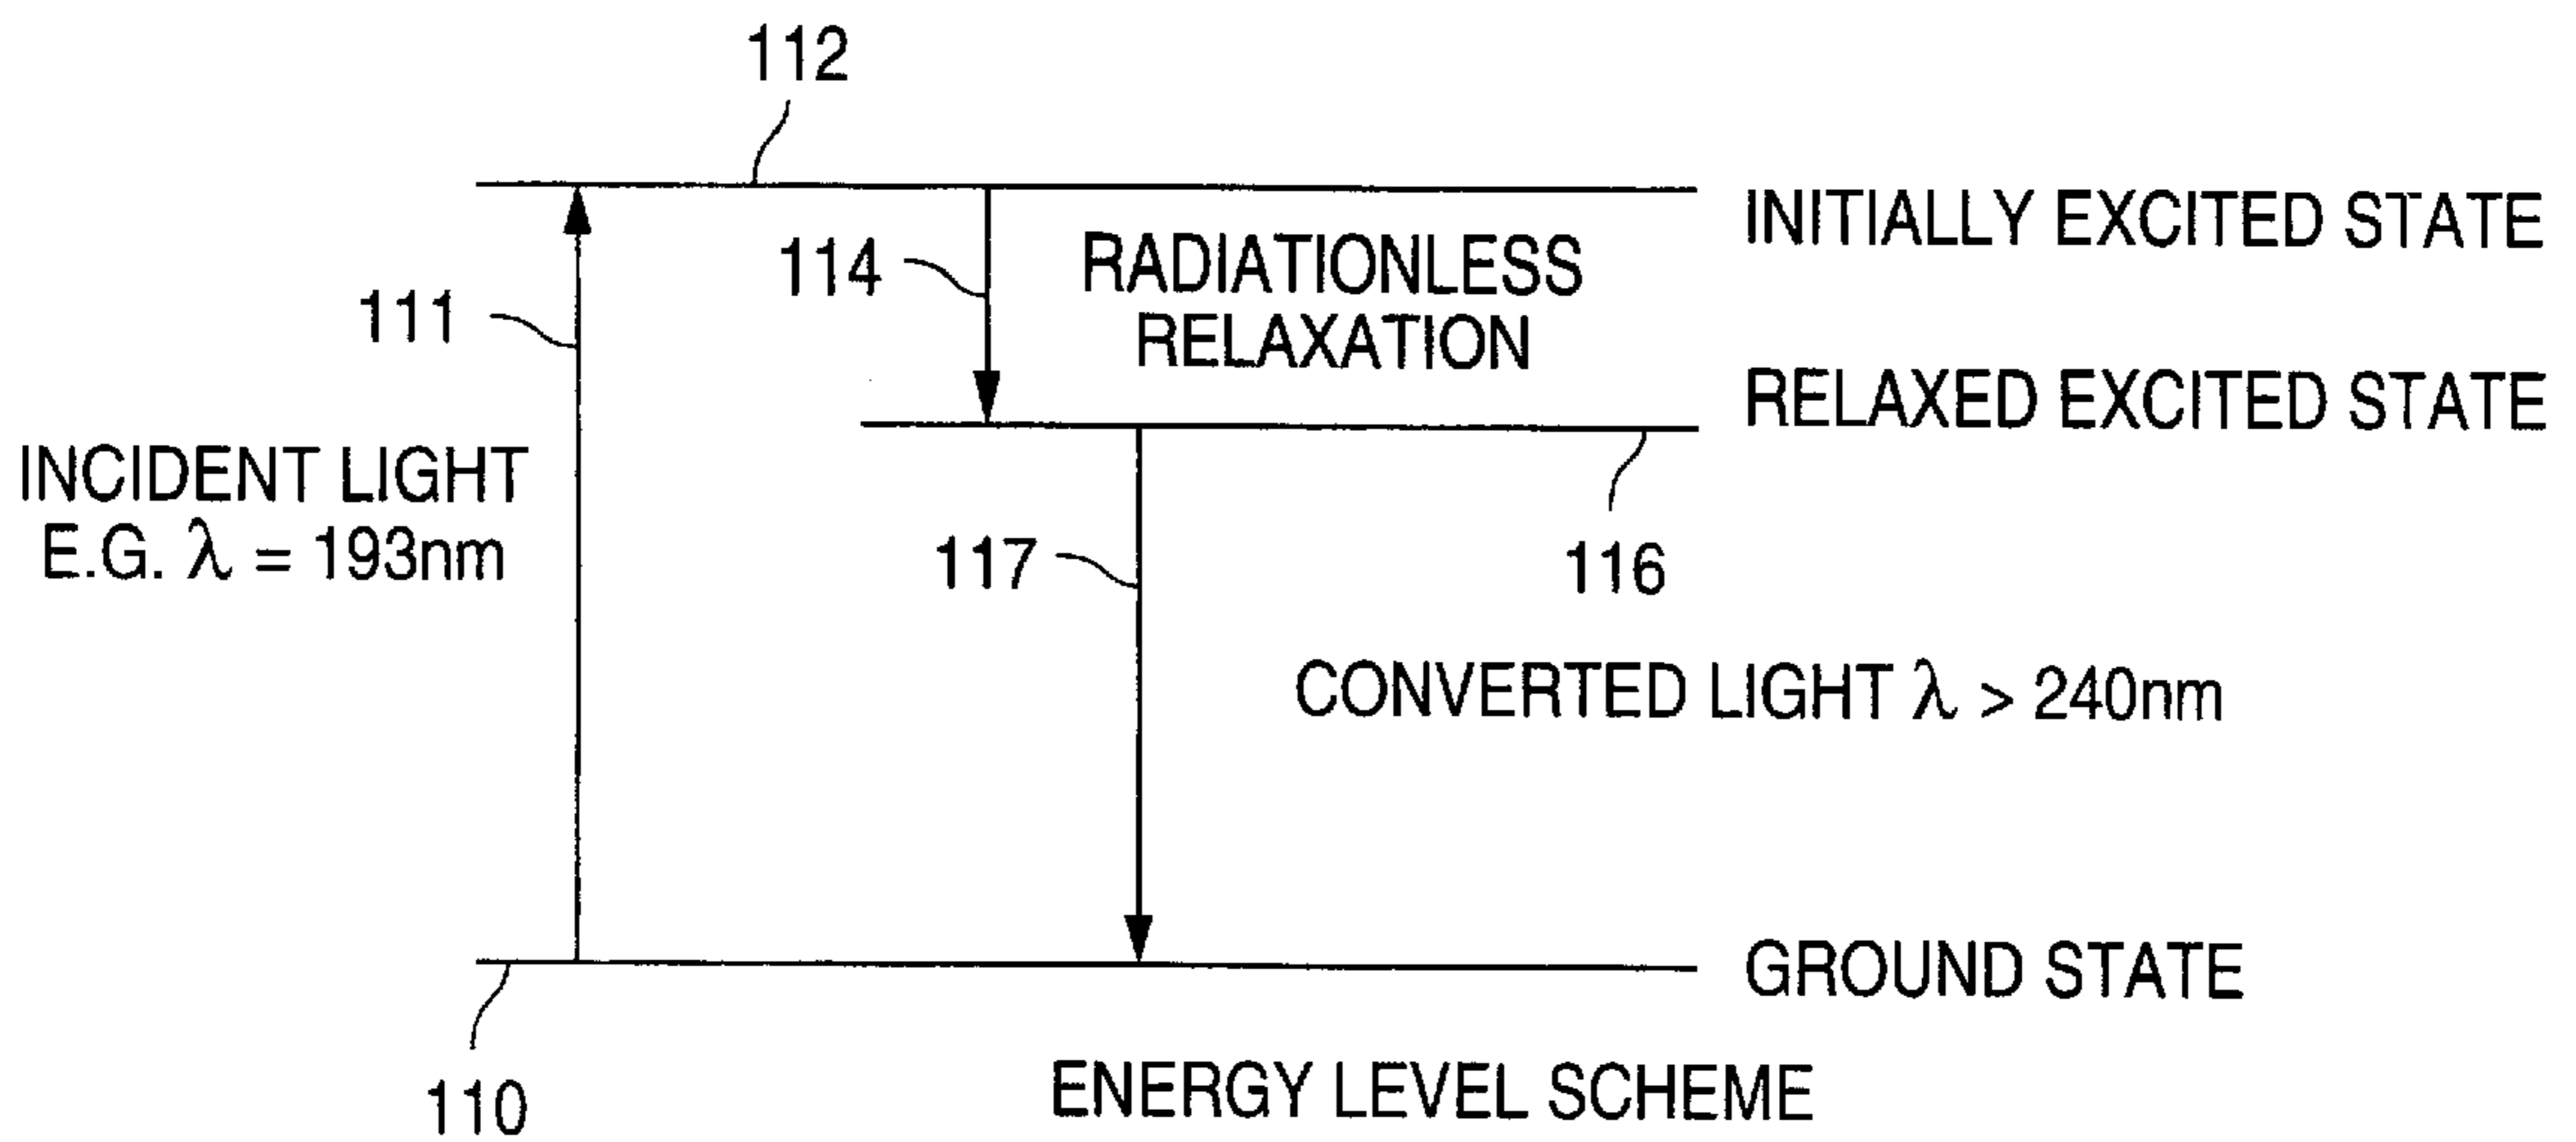 112
INITIALLY EXCITED STATE
114
RADIATIONLESS
RELAXATION
111
RELAXED EXCITED STATE
INCIDENT LIGHT
E.G. λ = 193nm
117
116
CONVERTED LIGHT λ > 240nm
GROUND STATE
110
ENERGY LEVEL SCHEME